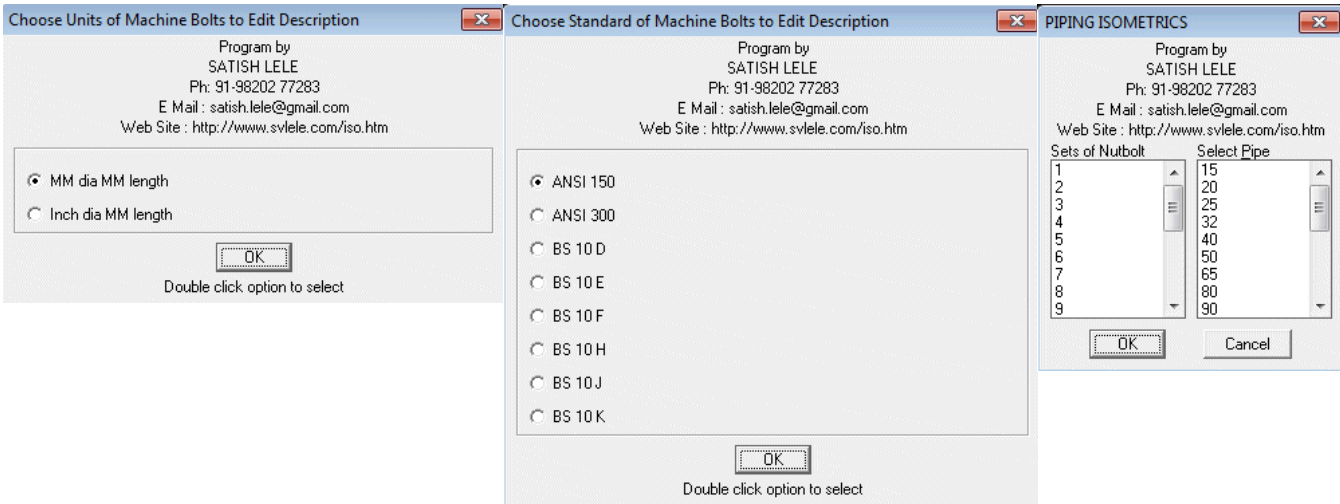 Choose Units of Machine Bolts to Edit Description
Program by
SATISH LELE
Ph: 91-98202 77283
E Mail : satish.lele@gmail.com
Web Site : http://www.svlele.com/iso.htm
MM dia MM length
Inch dia MM length
OK
Double click option to select
Choose Standard of Machine Bolts to Edit Description
Program by
SATISH LELE
Ph: 91-98202 77283
E Mail : satish.lele@gmail.com
Web Site : http://www.svlele.com/iso.htm
ANSI 150
ANSI 300
BS 10 D
BS 10 E
BS 10 F
BS 10 H
BS 10 J
BS 10 K
OK
Double click option to select
PIPING ISOMETRICS
Program by
SATISH LELE
Ph: 91-98202 77283
E Mail : satish.lele@gmail.com
Web Site : http://www.svlele.com/iso.htm
Sets of Nutbolt
1
2
3
4
5
6
7
8
9
Select Pipe
15
20
25
32
40
50
65
80
90
OK
Cancel